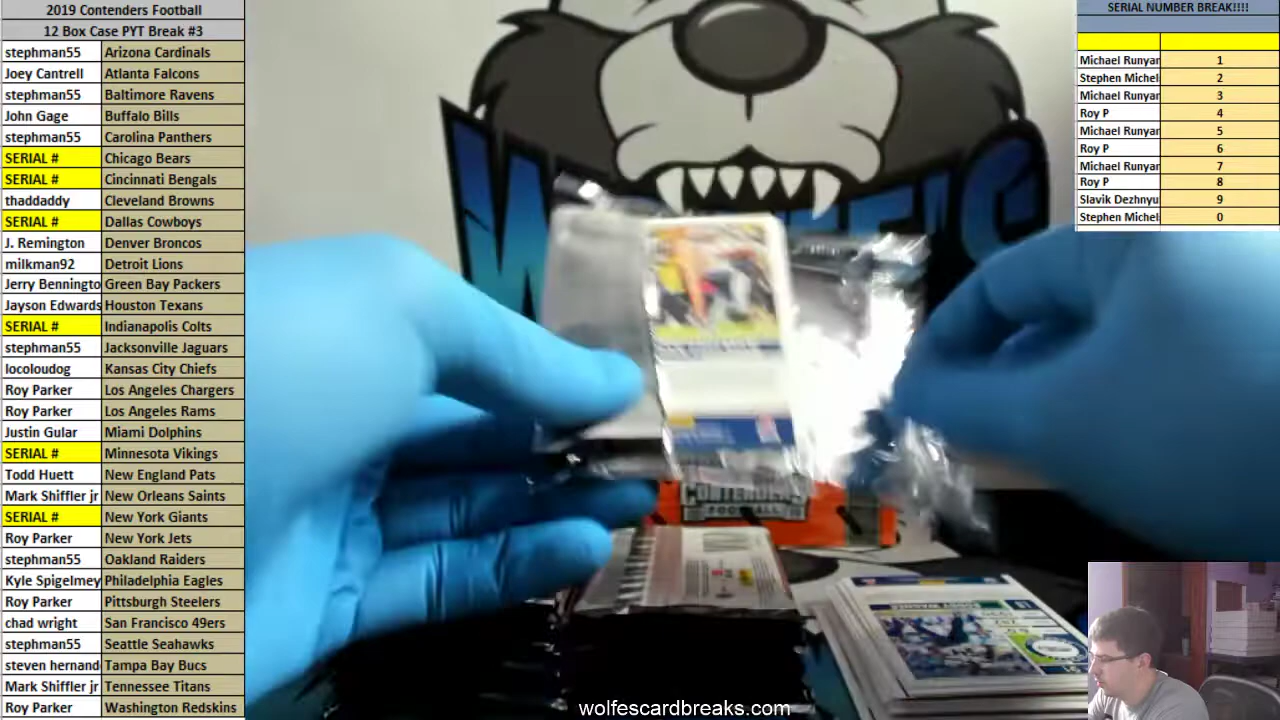 2019 Contenders Football
12 Box Case PYT Break #3
stephman55 Arizona Cardinals
Joey Cantrell Atlanta Falcons
stephman55 Baltimore Ravens
John Gage Buffalo Bills
stephman55 Carolina Panthers
SERIAL # Chicago Bears
SERIAL # Cincinnati Bengals
thaddaddy Cleveland Browns
SERIAL # Dallas Cowboys
J. Remington Denver Broncos
milkman92 Detroit Lions
Jerry Benningto Green Bay Packers
Jayson Edwards Houston Texans
SERIAL # Indianapolis Colts
stephman55 Jacksonville Jaguars
locoloudog Kansas City Chiefs
Roy Parker Los Angeles Chargers
Roy Parker Los Angeles Rams
Justin Gular Miami Dolphins
SERIAL # Minnesota Vikings
Todd Huett New England Pats
Mark Shiffler jr New Orleans Saints
SERIAL # New York Giants
Roy Parker New York Jets
stephman55 Oakland Raiders
Kyle Spigelmey Philadelphia Eagles
Roy Parker Pittsburgh Steelers
chad wright San Francisco 49ers
stephman55 Seattle Seahawks
steven hernand Tampa Bay Bucs
Mark Shiffler jr Tennessee Titans
Roy Parker Washington Redskins
SERIAL NUMBER BREAK!!!!
Michael Runyar 1
Stephen Michel 2
Michael Runyar 3
Roy P 4
Michael Runyar 5
Roy P 6
Michael Runyar 7
Roy P 8
Slavik Dezhnyu 9
Stephen Michel 0
CONTENDERS
FOOTBALL
wolfescardbreaks.com